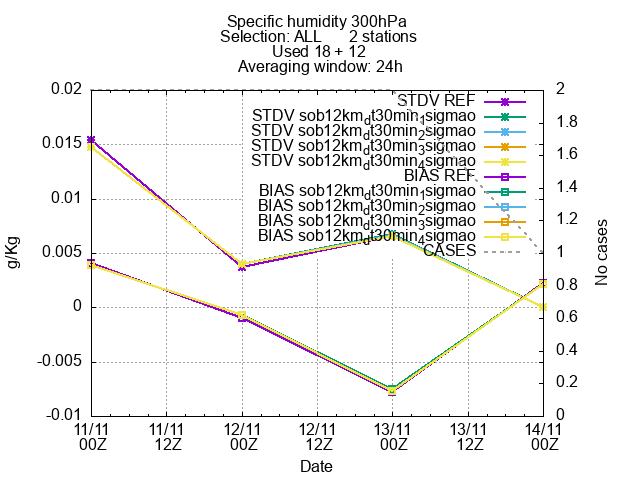 Specific humidity 300hPa
Selection: ALL 2 stations
Used 18 + 12
Averaging window: 24h
0.02
0.015
0.01
0.005
0
-0.005
-0.01
g/Kg
STDV REF
STDV sob12km_dt30min_1sigmao
STDV sob12km_dt30min_2sigmao
STDV sob12km_dt30min_3sigmao
STDV sob12km_dt30min_4sigmao
BIAS REF
BIAS sob12km_dt30min_1sigmao
BIAS sob12km_dt30min_2sigmao
BIAS sob12km_dt30min_3sigmao
BIAS sob12km_dt30min_4sigmao
CASES
2
1.8
1.6
1.4
1.2
1
0.8
0.6
0.4
0.2
0
No cases
11/11 11/11 12/11 12/11 13/11 13/11 14/11
00Z 12Z 00Z 12Z 00Z 12Z 00Z
Date